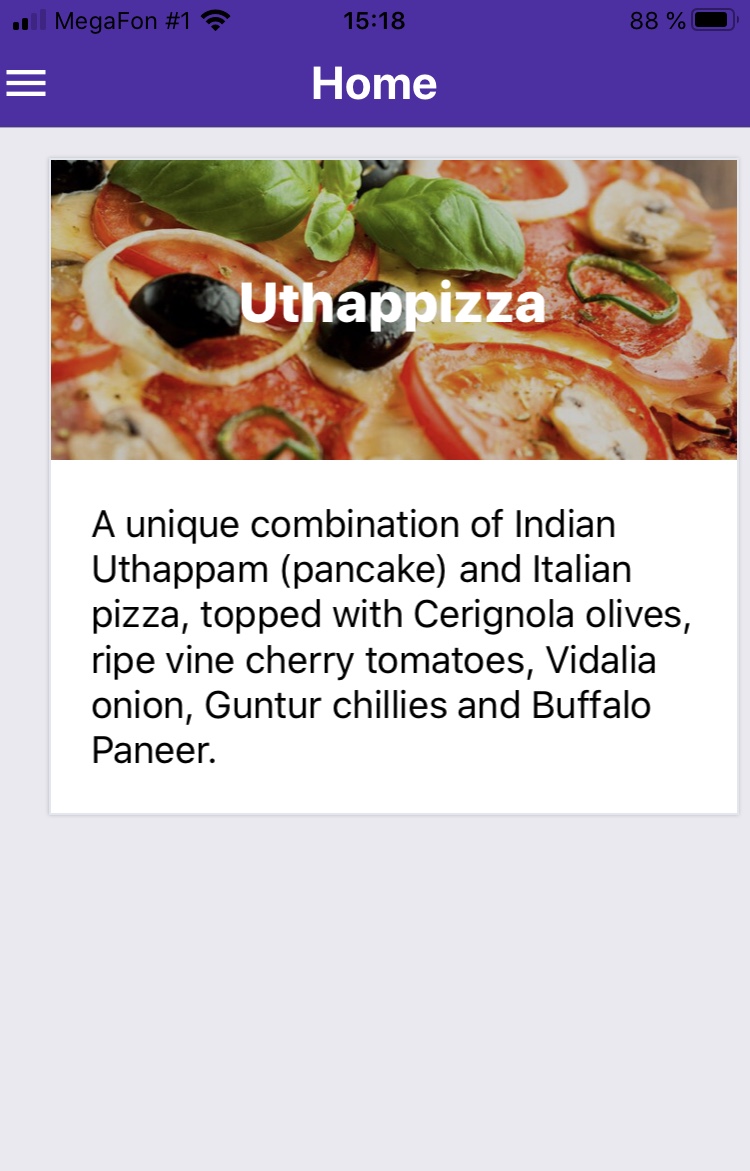 MegaFon #1 15:18 88 %
Home
Uthappizza
A unique combination of Indian
Uthappam (pancake) and Italian
pizza, topped with Cerignola olives,
ripe vine cherry tomatoes, Vidalia
onion, Guntur chillies and Buffalo
Paneer.